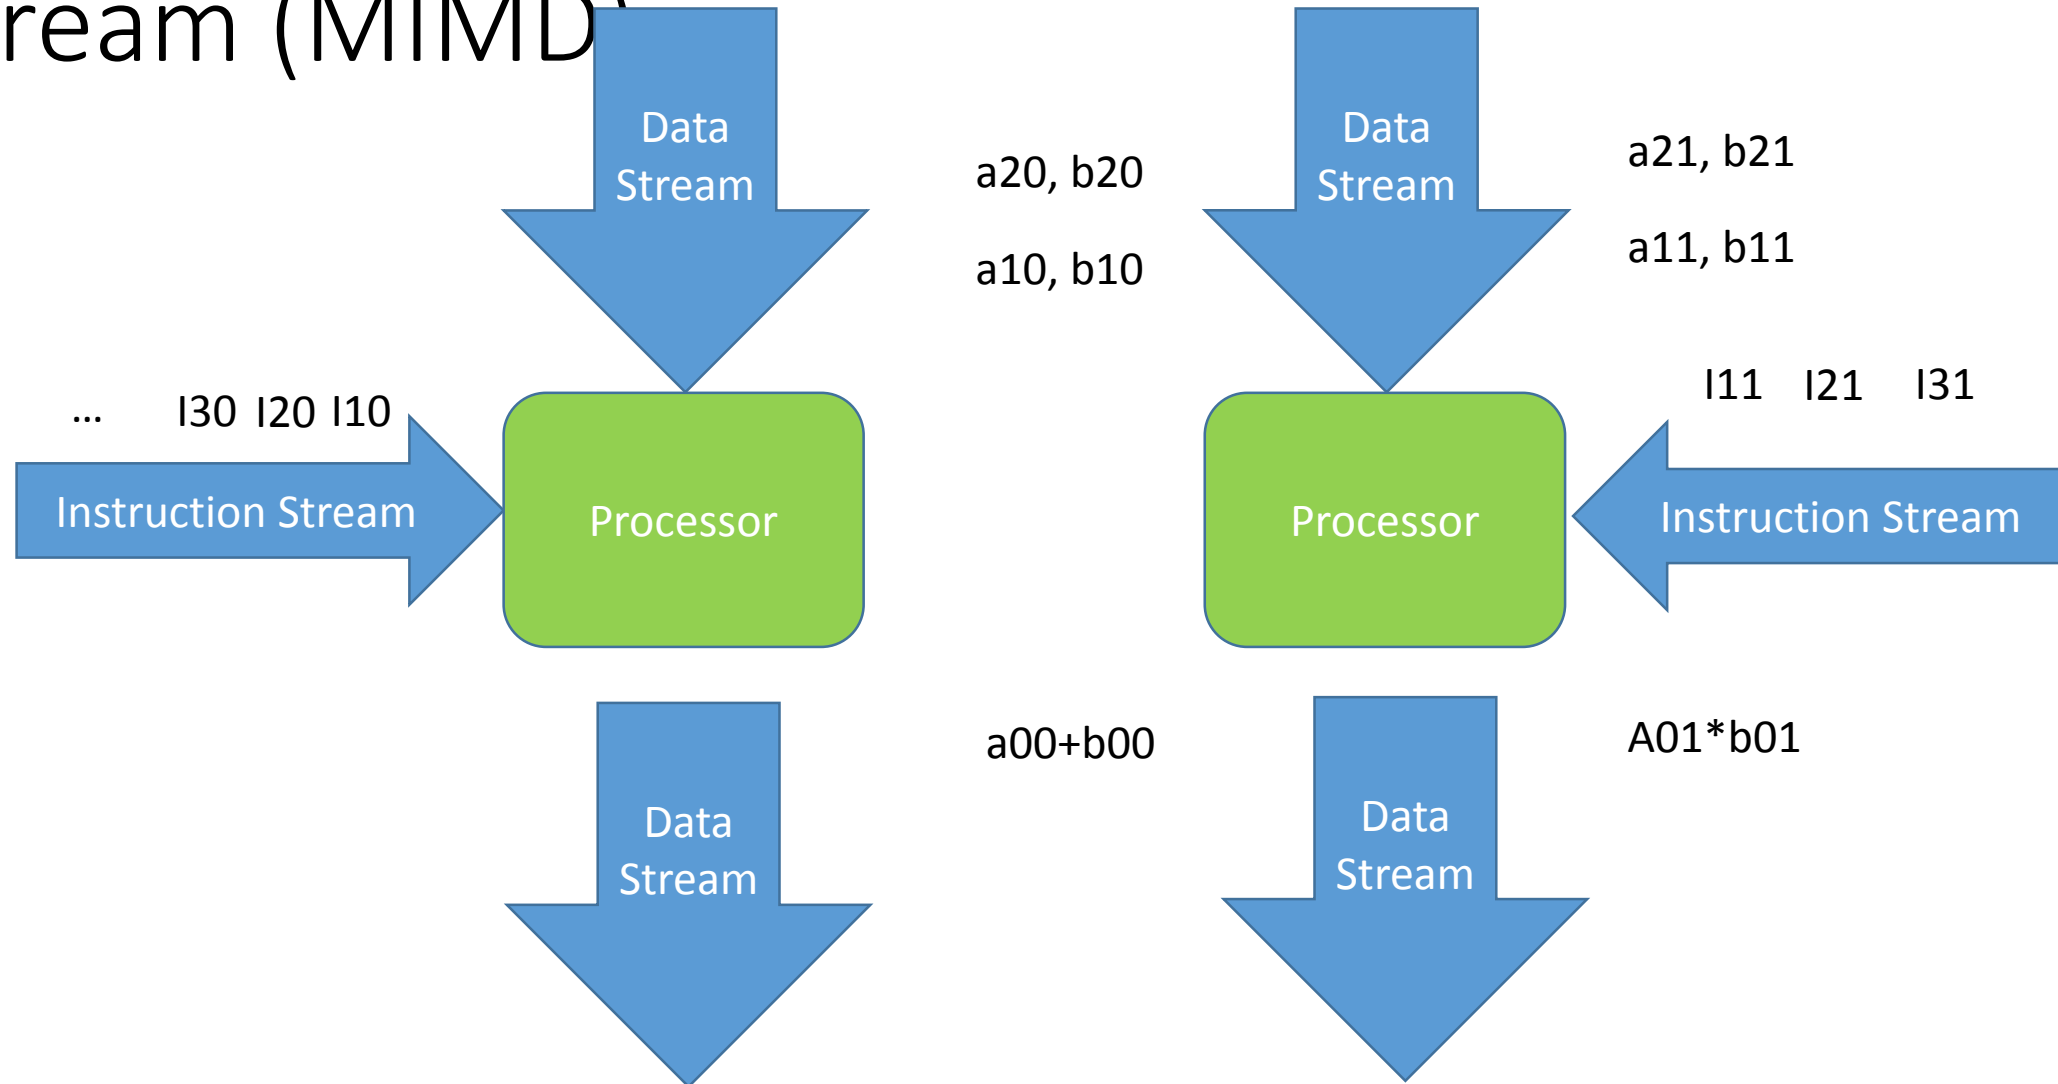 ream (MIMD)
Data
Stream
a20, b20
a10, b10
Data
Stream
a21, b21
a11, b11
... I30 I20 I10
Instruction Stream
Processor
Processor
I11 I21 I31
Instruction Stream
Data
Stream
a00+b00
Data
Stream
A01*b01